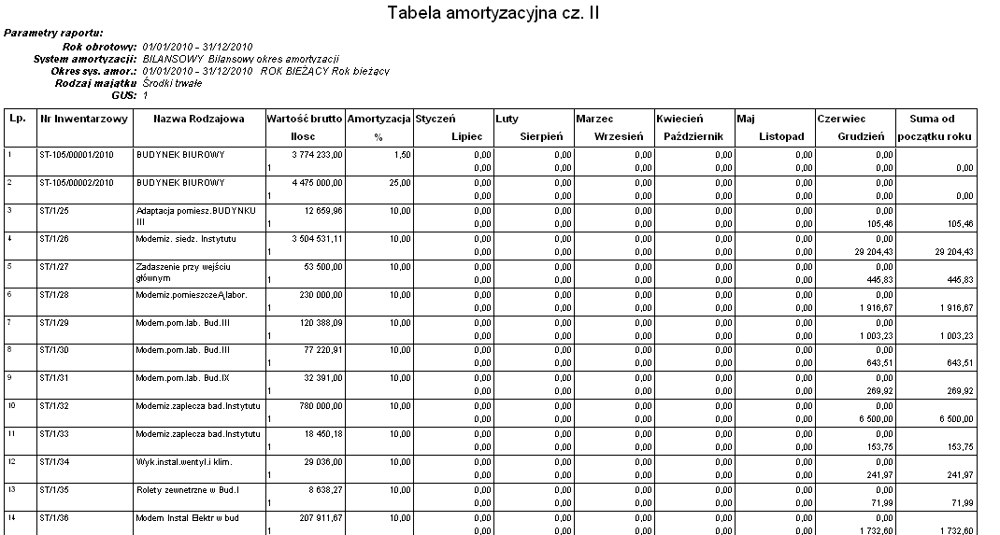 Tabela amortyzacyjna cz. II
Parametry raportu:
Rok obrotowy: 01/01/2010 - 31/12/2010
System amortyzacji: BILANSOWY Bilansowy okres amortyzacji
Okres sys. amor.: 01/01/2010 - 31/12/2010 ROK BIEŻĄCY Rok bieżący
Rodzaj majątku Środki trwałe
GUS: 1
Lp. Nr Inwentarzowy Nazwa Rodzajowa Wartość brutto Amortyzacja Styczeń Luty Marzec Kwiecień Maj Czerwiec Suma od
Ilosc % Lipiec Sierpień Wrzesień Październik Listopad Grudzień początku roku
1 ST-105/00001/2010 BUDYNEK BIUROWY 3 774 233,00 1,50 0,00 0,00 0,00 0,00 0,00 0,00
1 0,00 0,00 0,00 0,00 0,00 0,00 0,00
2 ST-105/00002/2010 BUDYNEK BIUROWY 4 475 000,00 25,00 0,00 0,00 0,00 0,00 0,00 0,00
1 0,00 0,00 0,00 0,00 0,00 0,00 0,00
3 ST/1/25 Adaptacja pomiesz.BUDYNKU 12 659,96 10,00 0,00 0,00 0,00 0,00 0,00 0,00
III 1 0,00 0,00 0,00 0,00 0,00 105,46 105,46
4 ST/1/26 Moderniz. siedz. Instytutu 3 504 531,11 10,00 0,00 0,00 0,00 0,00 0,00 0,00
1 0,00 0,00 0,00 0,00 0,00 29 204,43 29 204,43
5 ST/1/27 Zadaszenie przy wejściu 53 500,00 10,00 0,00 0,00 0,00 0,00 0,00 0,00
głównym 1 0,00 0,00 0,00 0,00 0,00 445,83 445,83
6 ST/1/28 Moderniz.pomieszczeĄlabor. 230 000,00 10,00 0,00 0,00 0,00 0,00 0,00 0,00
1 0,00 0,00 0,00 0,00 0,00 1 916,67 1 916,67
7 ST/1/29 Modern.pom.lab. Bud.III 120 388,09 10,00 0,00 0,00 0,00 0,00 0,00 0,00
1 0,00 0,00 0,00 0,00 0,00 1 003,23 1 003,23
8 ST/1/30 Modern.pom.lab. Bud.III 77 220,91 10,00 0,00 0,00 0,00 0,00 0,00 0,00
1 0,00 0,00 0,00 0,00 0,00 643,51 643,51
9 ST/1/31 Modern.pom.lab. Bud.IX 32 391,00 10,00 0,00 0,00 0,00 0,00 0,00 0,00
1 0,00 0,00 0,00 0,00 0,00 269,92 269,92
10 ST/1/32 Moderniz.zaplecza bad.Instytutu 780 000,00 10,00 0,00 0,00 0,00 0,00 0,00 0,00
1 0,00 0,00 0,00 0,00 0,00 6 500,00 6 500,00
11 ST/1/33 Moderniz.zaplecza bad.Instytutu 18 450,18 10,00 0,00 0,00 0,00 0,00 0,00 0,00
1 0,00 0,00 0,00 0,00 0,00 153,75 153,75
12 ST/1/34 Wyk.instal.wentyl.i klim. 29 036,00 10,00 0,00 0,00 0,00 0,00 0,00 0,00
1 0,00 0,00 0,00 0,00 0,00 241,97 241,97
13 ST/1/35 Rolety zewnetrzne w Bud.I 8 638,27 10,00 0,00 0,00 0,00 0,00 0,00 0,00
1 0,00 0,00 0,00 0,00 0,00 71,99 71,99
14 ST/1/36 Modern Instal Elektr w bud 207 911,67 10,00 0,00 0,00 0,00 0,00 0,00 0,00
1 0,00 0,00 0,00 0,00 0,00 1 732,60 1 732,60